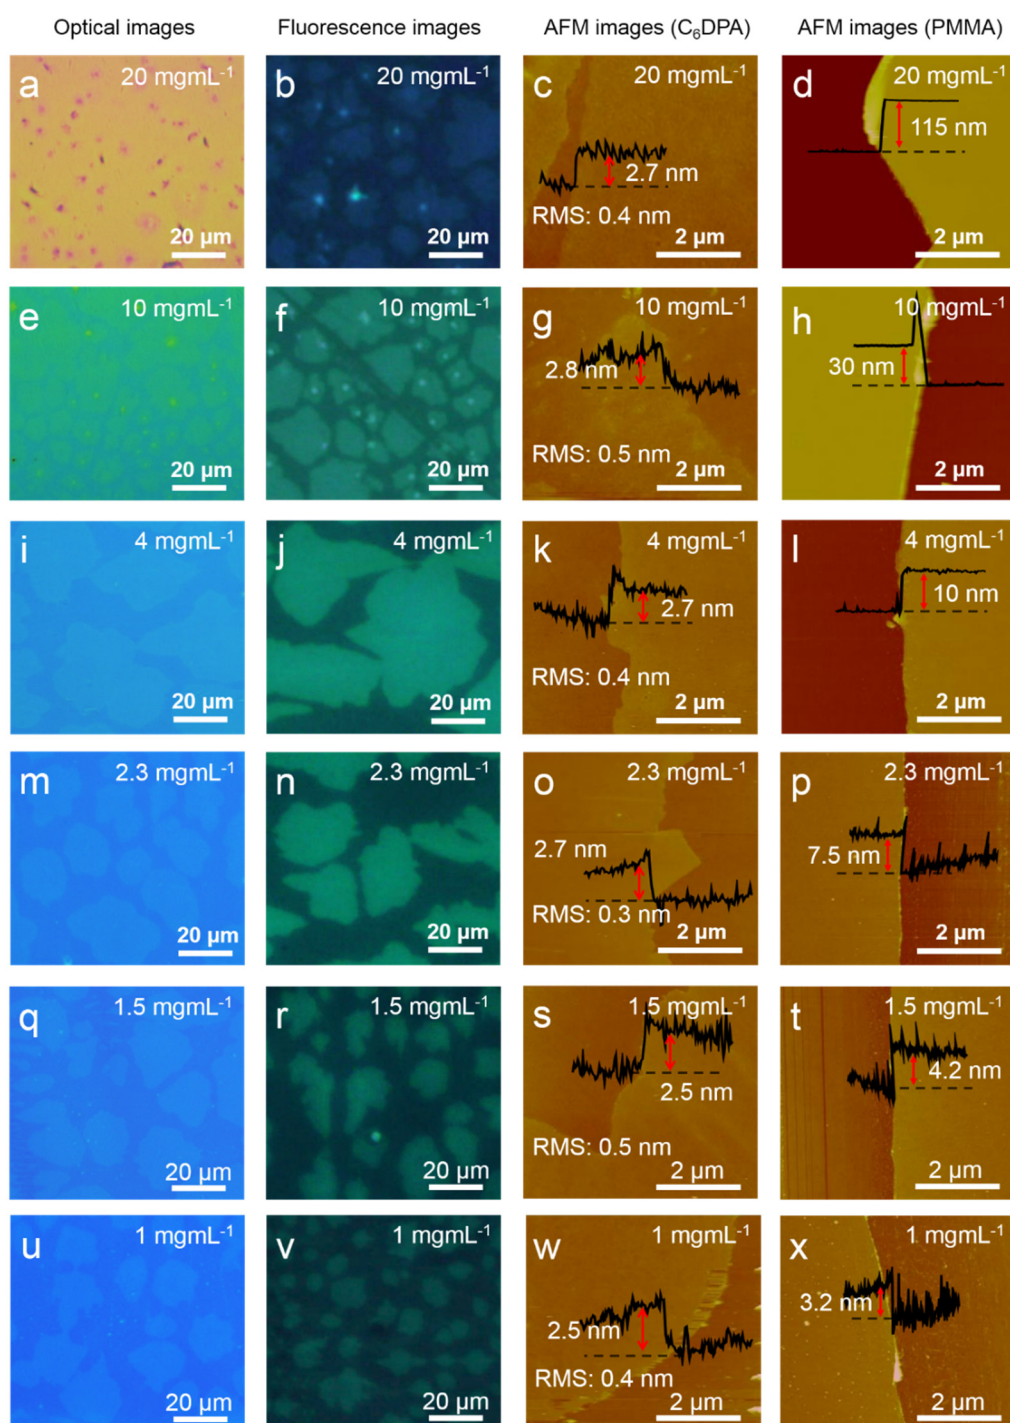 Optical images Fluorescence images AFM images (C₆DPA) AFM images (PMMA)
a 20 mgmL⁻¹ b 20 mgmL⁻¹ c 20 mgmL⁻¹ d 20 mgmL⁻¹
115 nm
2.7 nm
RMS: 0.4 nm
20 µm 20 µm 2 µm 2 µm
e 10 mgmL⁻¹ f 10 mgmL⁻¹ g 10 mgmL⁻¹ h 10 mgmL⁻¹
2.8 nm 30 nm
RMS: 0.5 nm
20 µm 20 µm 2 µm 2 µm
i 4 mgmL⁻¹ j 4 mgmL⁻¹ k 4 mgmL⁻¹ l 4 mgmL⁻¹
2.7 nm 10 nm
RMS: 0.4 nm
20 µm 20 µm 2 µm 2 µm
m 2.3 mgmL⁻¹ n 2.3 mgmL⁻¹ o 2.3 mgmL⁻¹ p 2.3 mgmL⁻¹
2.7 nm 7.5 nm
RMS: 0.3 nm
20 µm 20 µm 2 µm 2 µm
q 1.5 mgmL⁻¹ r 1.5 mgmL⁻¹ s 1.5 mgmL⁻¹ t 1.5 mgmL⁻¹
2.5 nm 4.2 nm
RMS: 0.5 nm
20 µm 20 µm 2 µm 2 µm
u 1 mgmL⁻¹ v 1 mgmL⁻¹ w 1 mgmL⁻¹ x 1 mgmL⁻¹
2.5 nm 3.2 nm
RMS: 0.4 nm
20 µm 20 µm 2 µm 2 µm